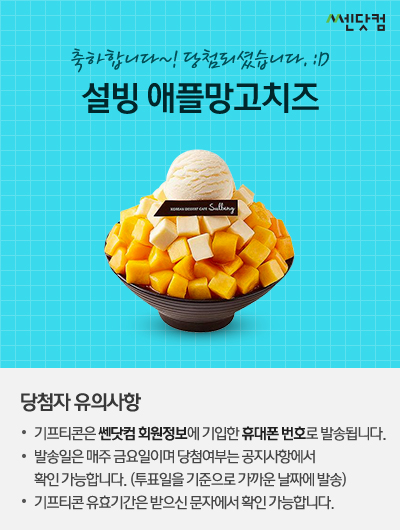 쎈닷컴
축하합니다~! 당첨되셨습니다. :D
설빙 애플망고치즈
KOREAN DESSERT CAFE Sulbing
당첨자 유의사항
• 기프티콘은 쎈닷컴 회원정보에 기입한 휴대폰 번호로 발송됩니다.
• 발송일은 매주 금요일이며 당첨여부는 공지사항에서
확인 가능합니다. (투표일을 기준으로 가까운 날짜에 발송)
• 기프티콘 유효기간은 받으신 문자에서 확인 가능합니다.